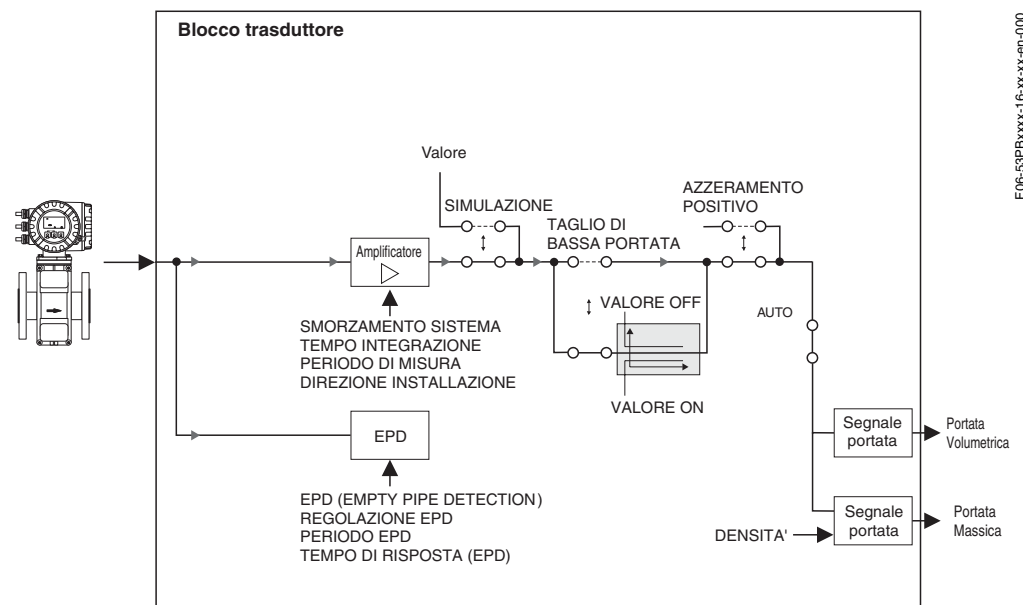 Blocco trasduttore
F06-53PBxxxx-16-xx-xx-en-000
Valore
SIMULAZIONE
AZZERAMENTO
POSITIVO
TAGLIO DI
BASSA PORTATA
Amplificatore
VALORE OFF
AUTO
SMORZAMENTO SISTEMA
TEMPO INTEGRAZIONE
PERIODO DI MISURA
DIREZIONE INSTALLAZIONE
VALORE ON
EPD
Segnale
portata
Portata
Volumetrica
EPD (EMPTY PIPE DETECTION)
REGOLAZIONE EPD
PERIODO EPD
TEMPO DI RISPOSTA (EPD)
DENSITA'
Segnale
portata
Portata
Massica